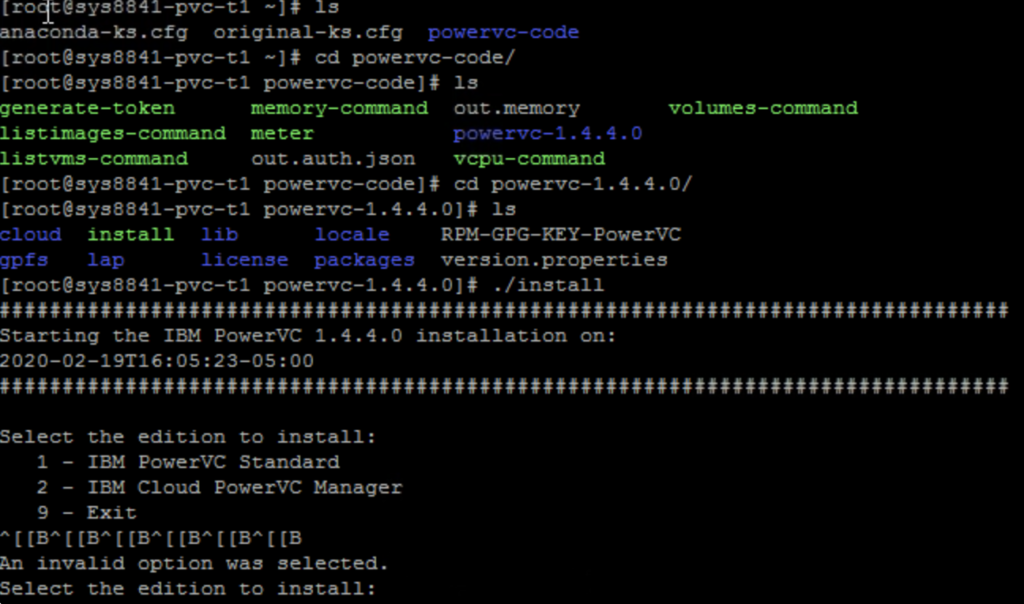 [root@sys8841-pvc-t1 ~]# ls
anaconda-ks.cfg  original-ks.cfg  powervc-code
[root@sys8841-pvc-t1 ~]# cd powervc-code/
[root@sys8841-pvc-t1 powervc-code]# ls
generate-token      memory-command  out.memory       volumes-command
listimages-command  meter           powervc-1.4.4.0
listvms-command     out.auth.json   vcpu-command
[root@sys8841-pvc-t1 powervc-code]# cd powervc-1.4.4.0/
[root@sys8841-pvc-t1 powervc-1.4.4.0]# ls
cloud  install  lib      locale    RPM-GPG-KEY-PowerVC
gpfs   lap      license  packages  version.properties
[root@sys8841-pvc-t1 powervc-1.4.4.0]# ./install
################################################################################
Starting the IBM PowerVC 1.4.4.0 installation on:
2020-02-19T16:05:23-05:00
################################################################################
Select the edition to install:
   1 - IBM PowerVC Standard
   2 - IBM Cloud PowerVC Manager
   9 - Exit
^[[B^[[B^[[B^[[B^[[B^[[B
An invalid option was selected.
Select the edition to install: